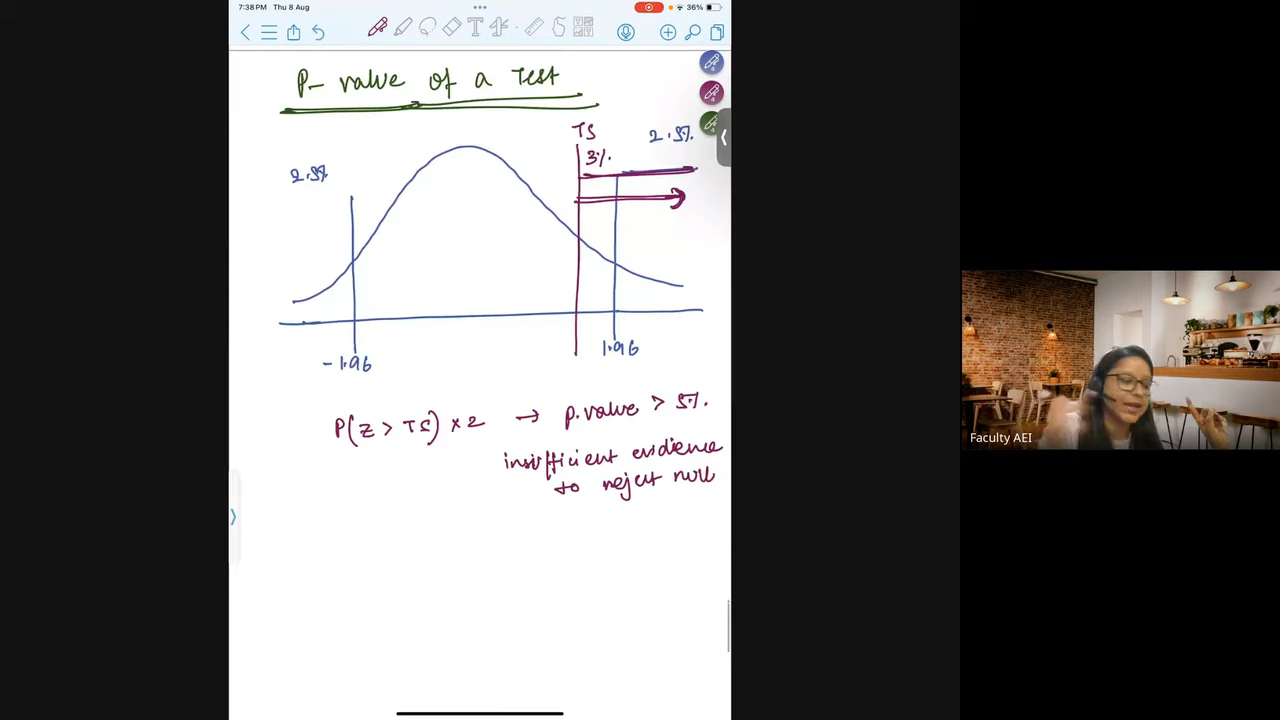 7:38 PM Thu 8 Aug
36%
P- value of a Test
TS
2.5%
3%
2.5%
-1.96
1.96
P(Z > TS) × 2 → p.value > 5%.
insufficient evidience
to reject null
Faculty AEI